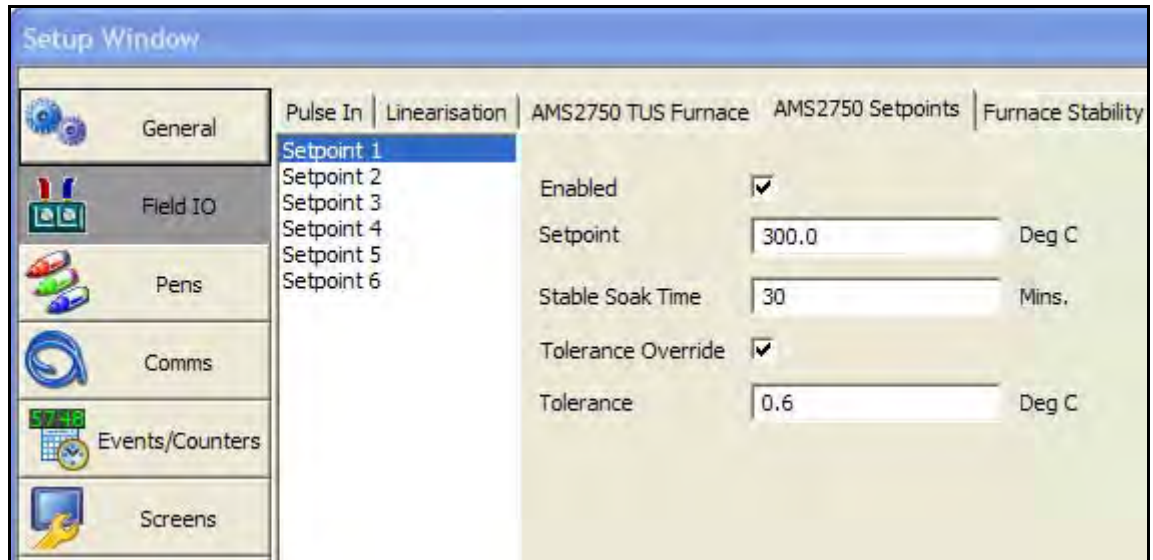 Setup Window
General
Field IO
Pens
Comms
57:48
Events/Counters
Screens
Pulse In
Linearisation
AMS2750 TUS Furnace
AMS2750 Setpoints
Furnace Stability
Setpoint 1
Setpoint 2
Setpoint 3
Setpoint 4
Setpoint 5
Setpoint 6
Enabled
Setpoint 300.0 Deg C
Stable Soak Time 30 Mins.
Tolerance Override
Tolerance 0.6 Deg C